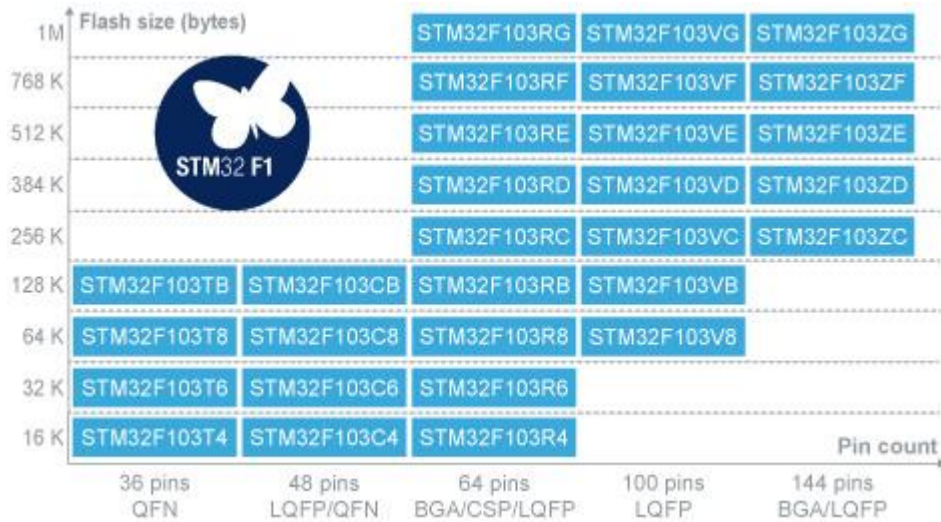 Flash size (bytes)
1M STM32F103RG STM32F103VG STM32F103ZG
768 K STM32F103RF STM32F103VF STM32F103ZF
512 K STM32F103RE STM32F103VE STM32F103ZE
STM32 F1
384 K STM32F103RD STM32F103VD STM32F103ZD
256 K STM32F103RC STM32F103VC STM32F103ZC
128 K STM32F103TB STM32F103CB STM32F103RB STM32F103VB
64 K STM32F103T8 STM32F103C8 STM32F103R8 STM32F103V8
32 K STM32F103T6 STM32F103C6 STM32F103R6
16 K STM32F103T4 STM32F103C4 STM32F103R4
Pin count
36 pins 48 pins 64 pins 100 pins 144 pins
QFN LQFP/QFN BGA/CSP/LQFP LQFP BGA/LQFP